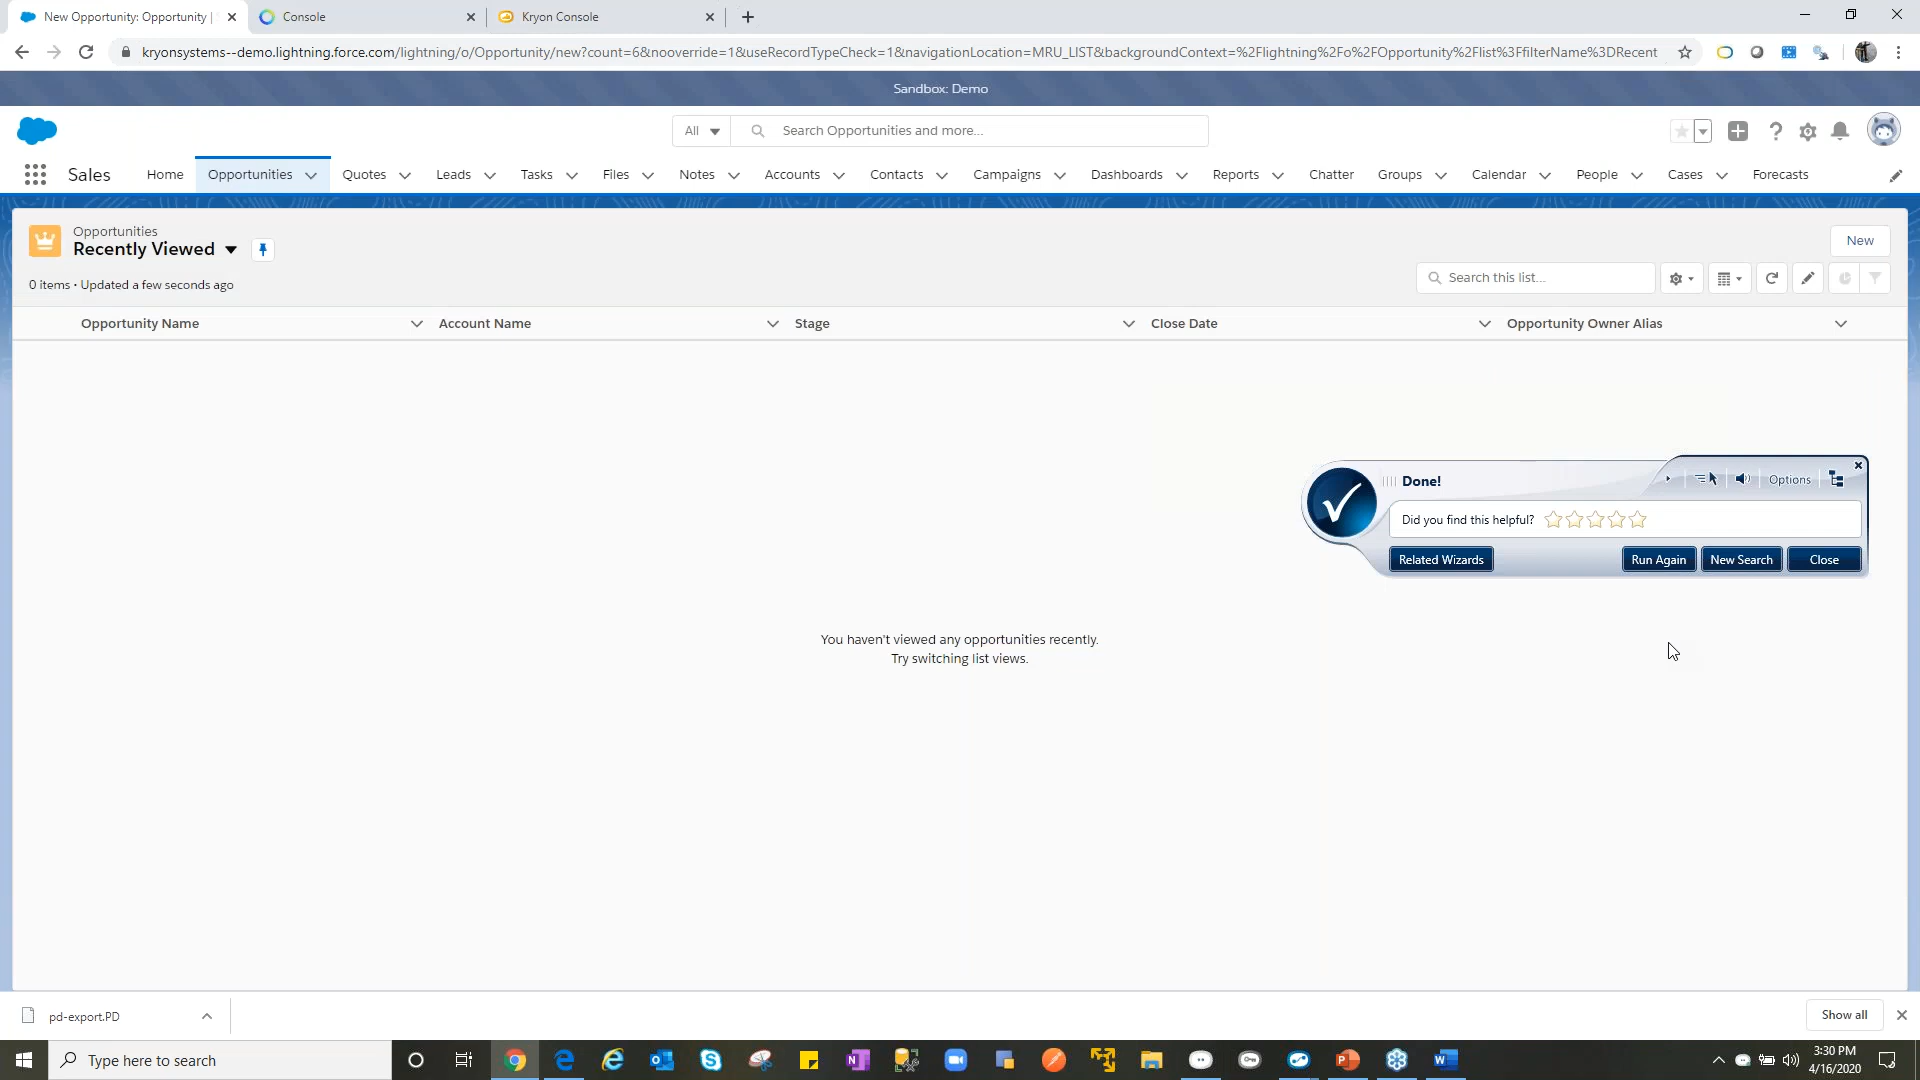 New Opportunity: Opportunity |
Console
Kryon Console
kryonsystems--demo.lightning.force.com/lightning/o/Opportunity/new?count=6&nooverride=1&useRecordTypeCheck=1&navigationLocation=MRU_LIST&backgroundContext=%2Flightning%2Fo%2FOpportunity%2Flist%3FfilterName%3DRecent
Sandbox: Demo
All
Search Opportunities and more...
Sales
Home
Opportunities
Quotes
Leads
Tasks
Files
Notes
Accounts
Contacts
Campaigns
Dashboards
Reports
Chatter
Groups
Calendar
People
Cases
Forecasts
Opportunities
Recently Viewed
New
0 items • Updated a few seconds ago
Search this list...
Opportunity Name
Account Name
Stage
Close Date
Opportunity Owner Alias
Done!
Options
Did you find this helpful?
Related Wizards
Run Again
New Search
Close
You haven't viewed any opportunities recently.
Try switching list views.
pd-export.PD
Show all
Type here to search
3:30 PM
4/16/2020